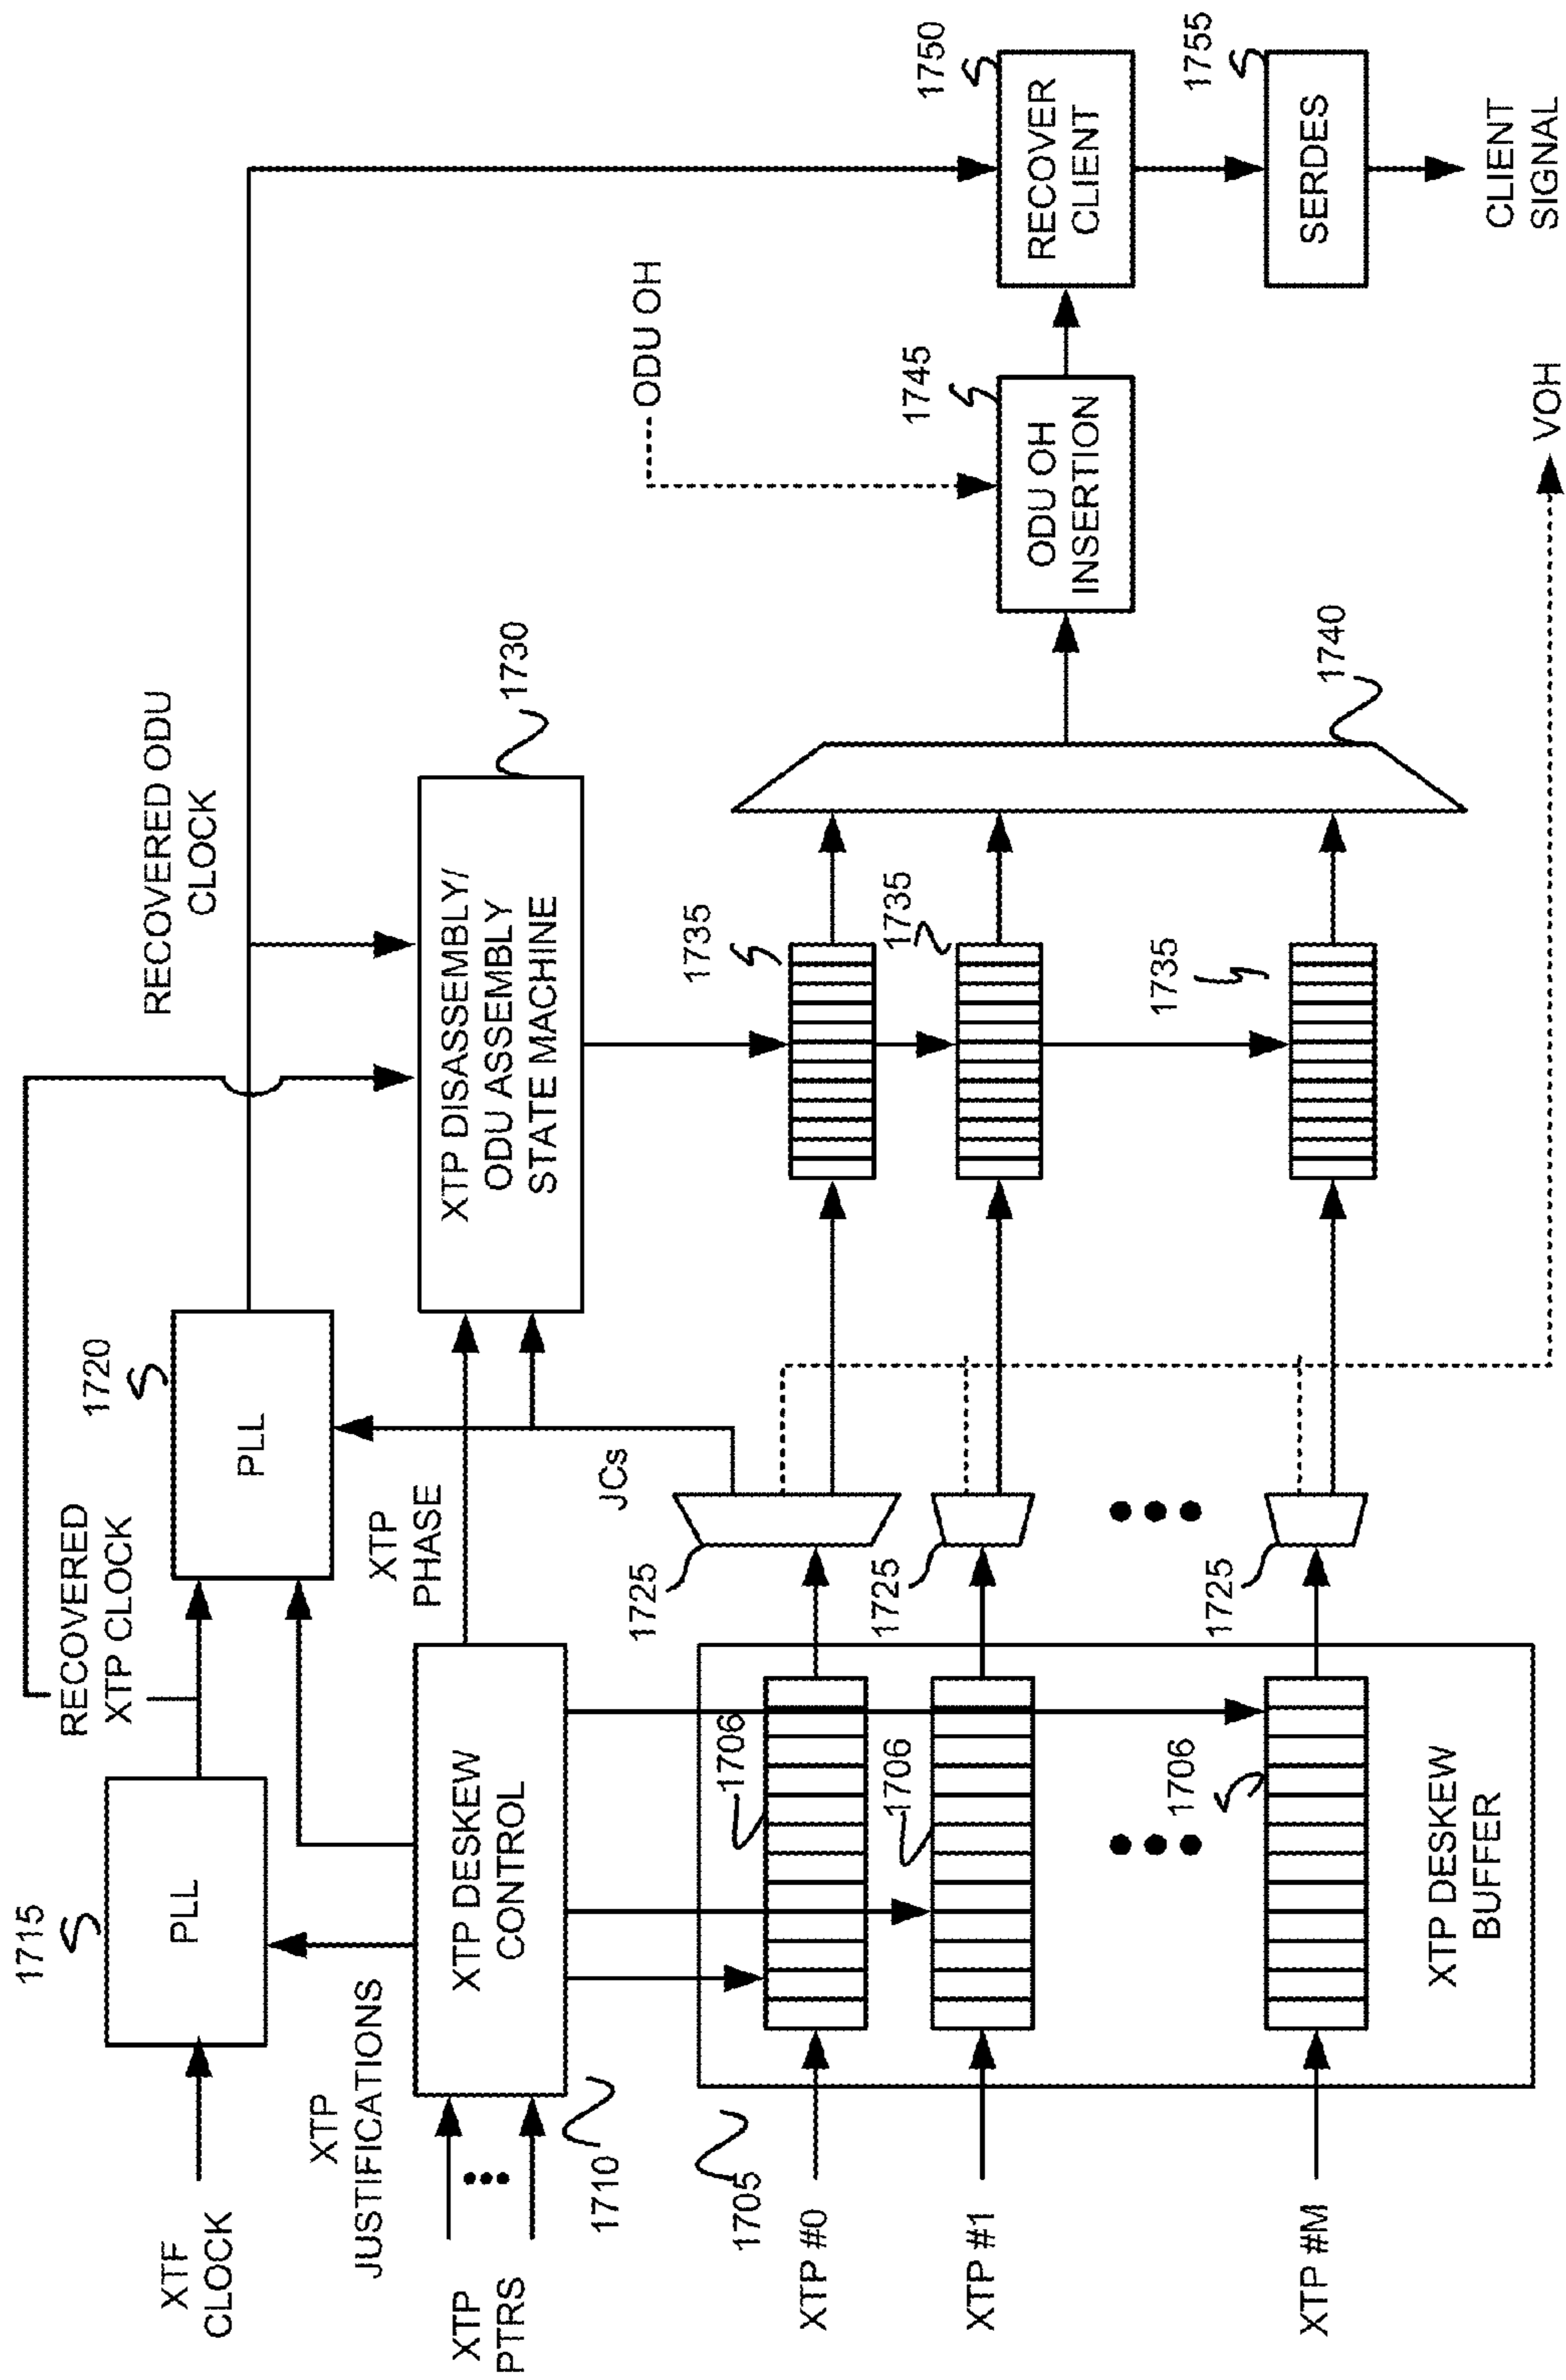 XTF
CLOCK
1715
PLL
RECOVERED
XTP CLOCK
1720
PLL
RECOVERED ODU
CLOCK
XTP
JUSTIFICATIONS
XTP
PTRS
1710
XTP DESKEW
CONTROL
XTP
PHASE
JCs
XTP DISASSEMBLY/
ODU ASSEMBLY
STATE MACHINE
1730
1705
XTP #0
XTP #1
XTP #M
1706
1706
1706
XTP DESKEW
BUFFER
1725
1725
1725
1735
1735
1735
1740
ODU OH
1745
ODU OH
INSERTION
1750
RECOVER
CLIENT
1755
SERDES
CLIENT
SIGNAL
VOH